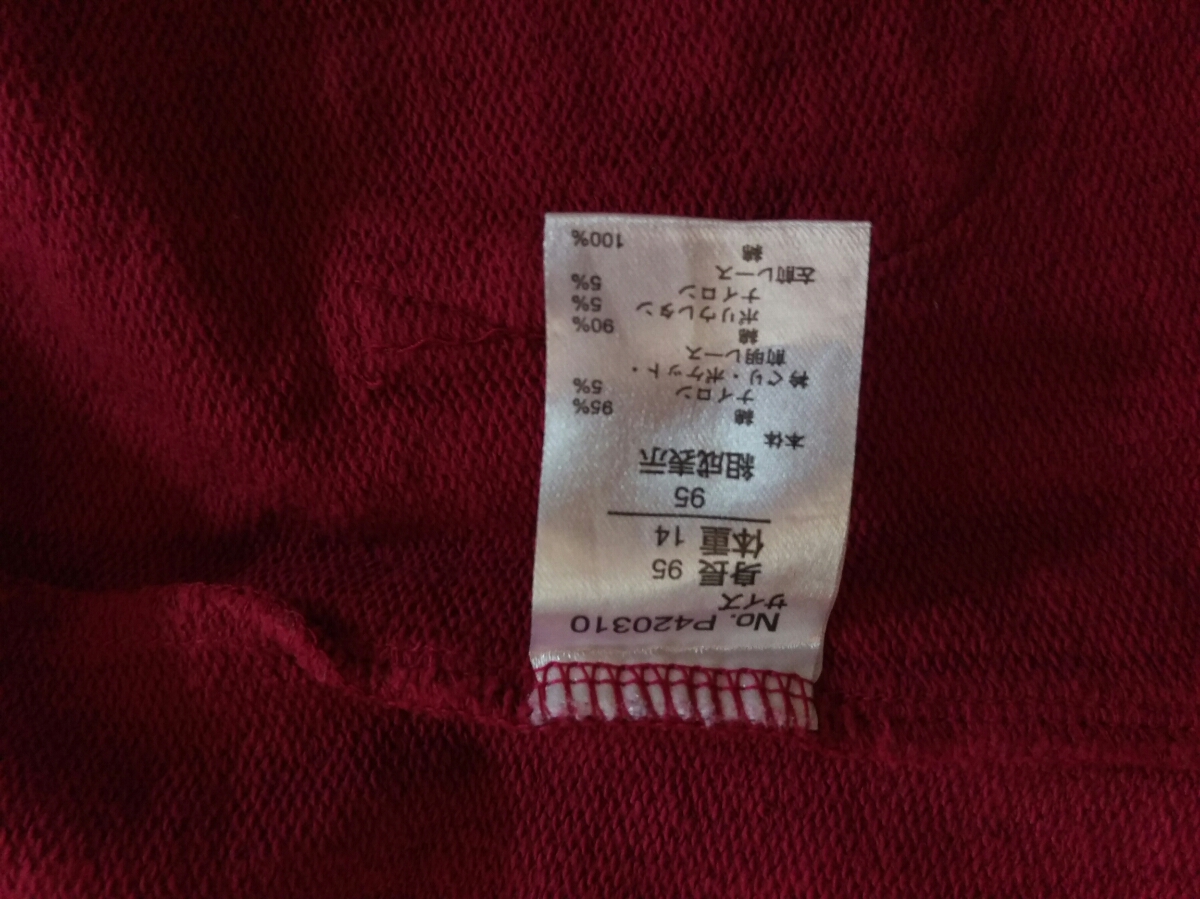 No. P420310
サイズ
身長 95
体重 14
95
組成表示
本体
綿 95%
ナイロン 5%
衿ぐり・ポケット・
前明レース
綿 90%
ポリウレタン 5%
ナイロン 5%
左前レース
綿 100%